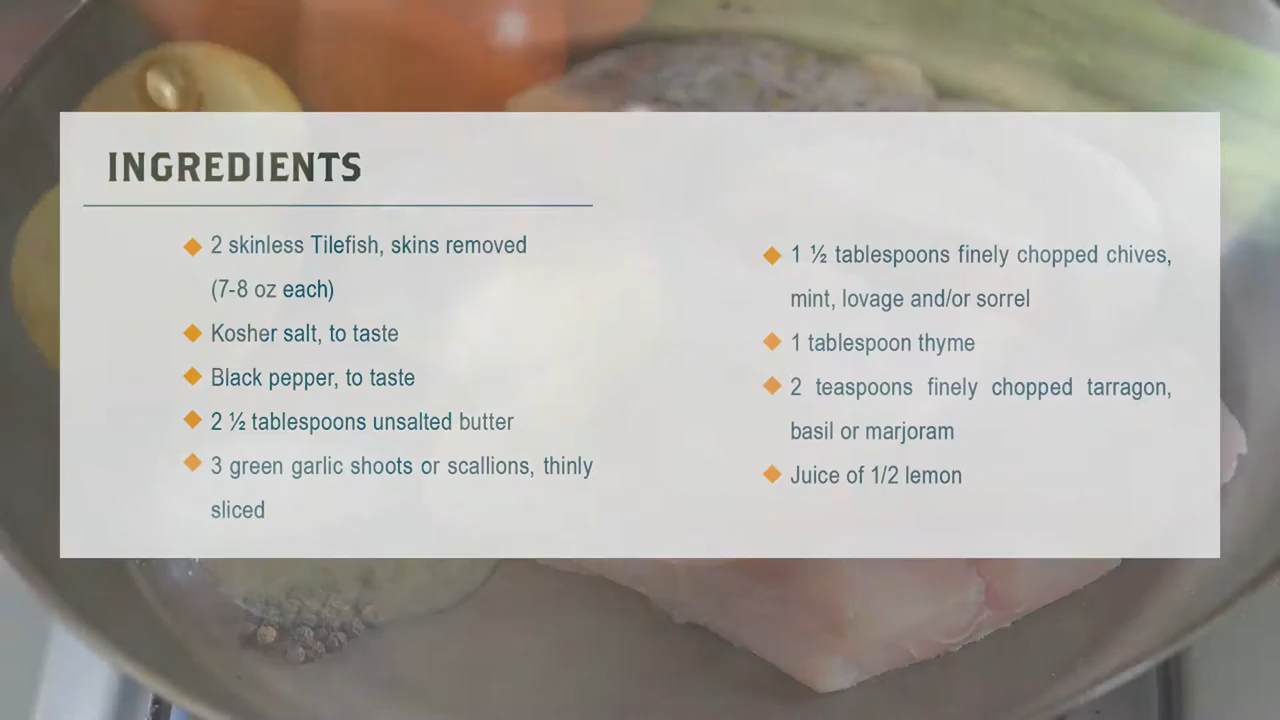 INGREDIENTS
2 skinless Tilefish, skins removed
(7-8 oz each)
Kosher salt, to taste
Black pepper, to taste
2 ½ tablespoons unsalted butter
3 green garlic shoots or scallions, thinly
sliced
1 ½ tablespoons finely chopped chives,
mint, lovage and/or sorrel
1 tablespoon thyme
2 teaspoons finely chopped tarragon,
basil or marjoram
Juice of 1/2 lemon